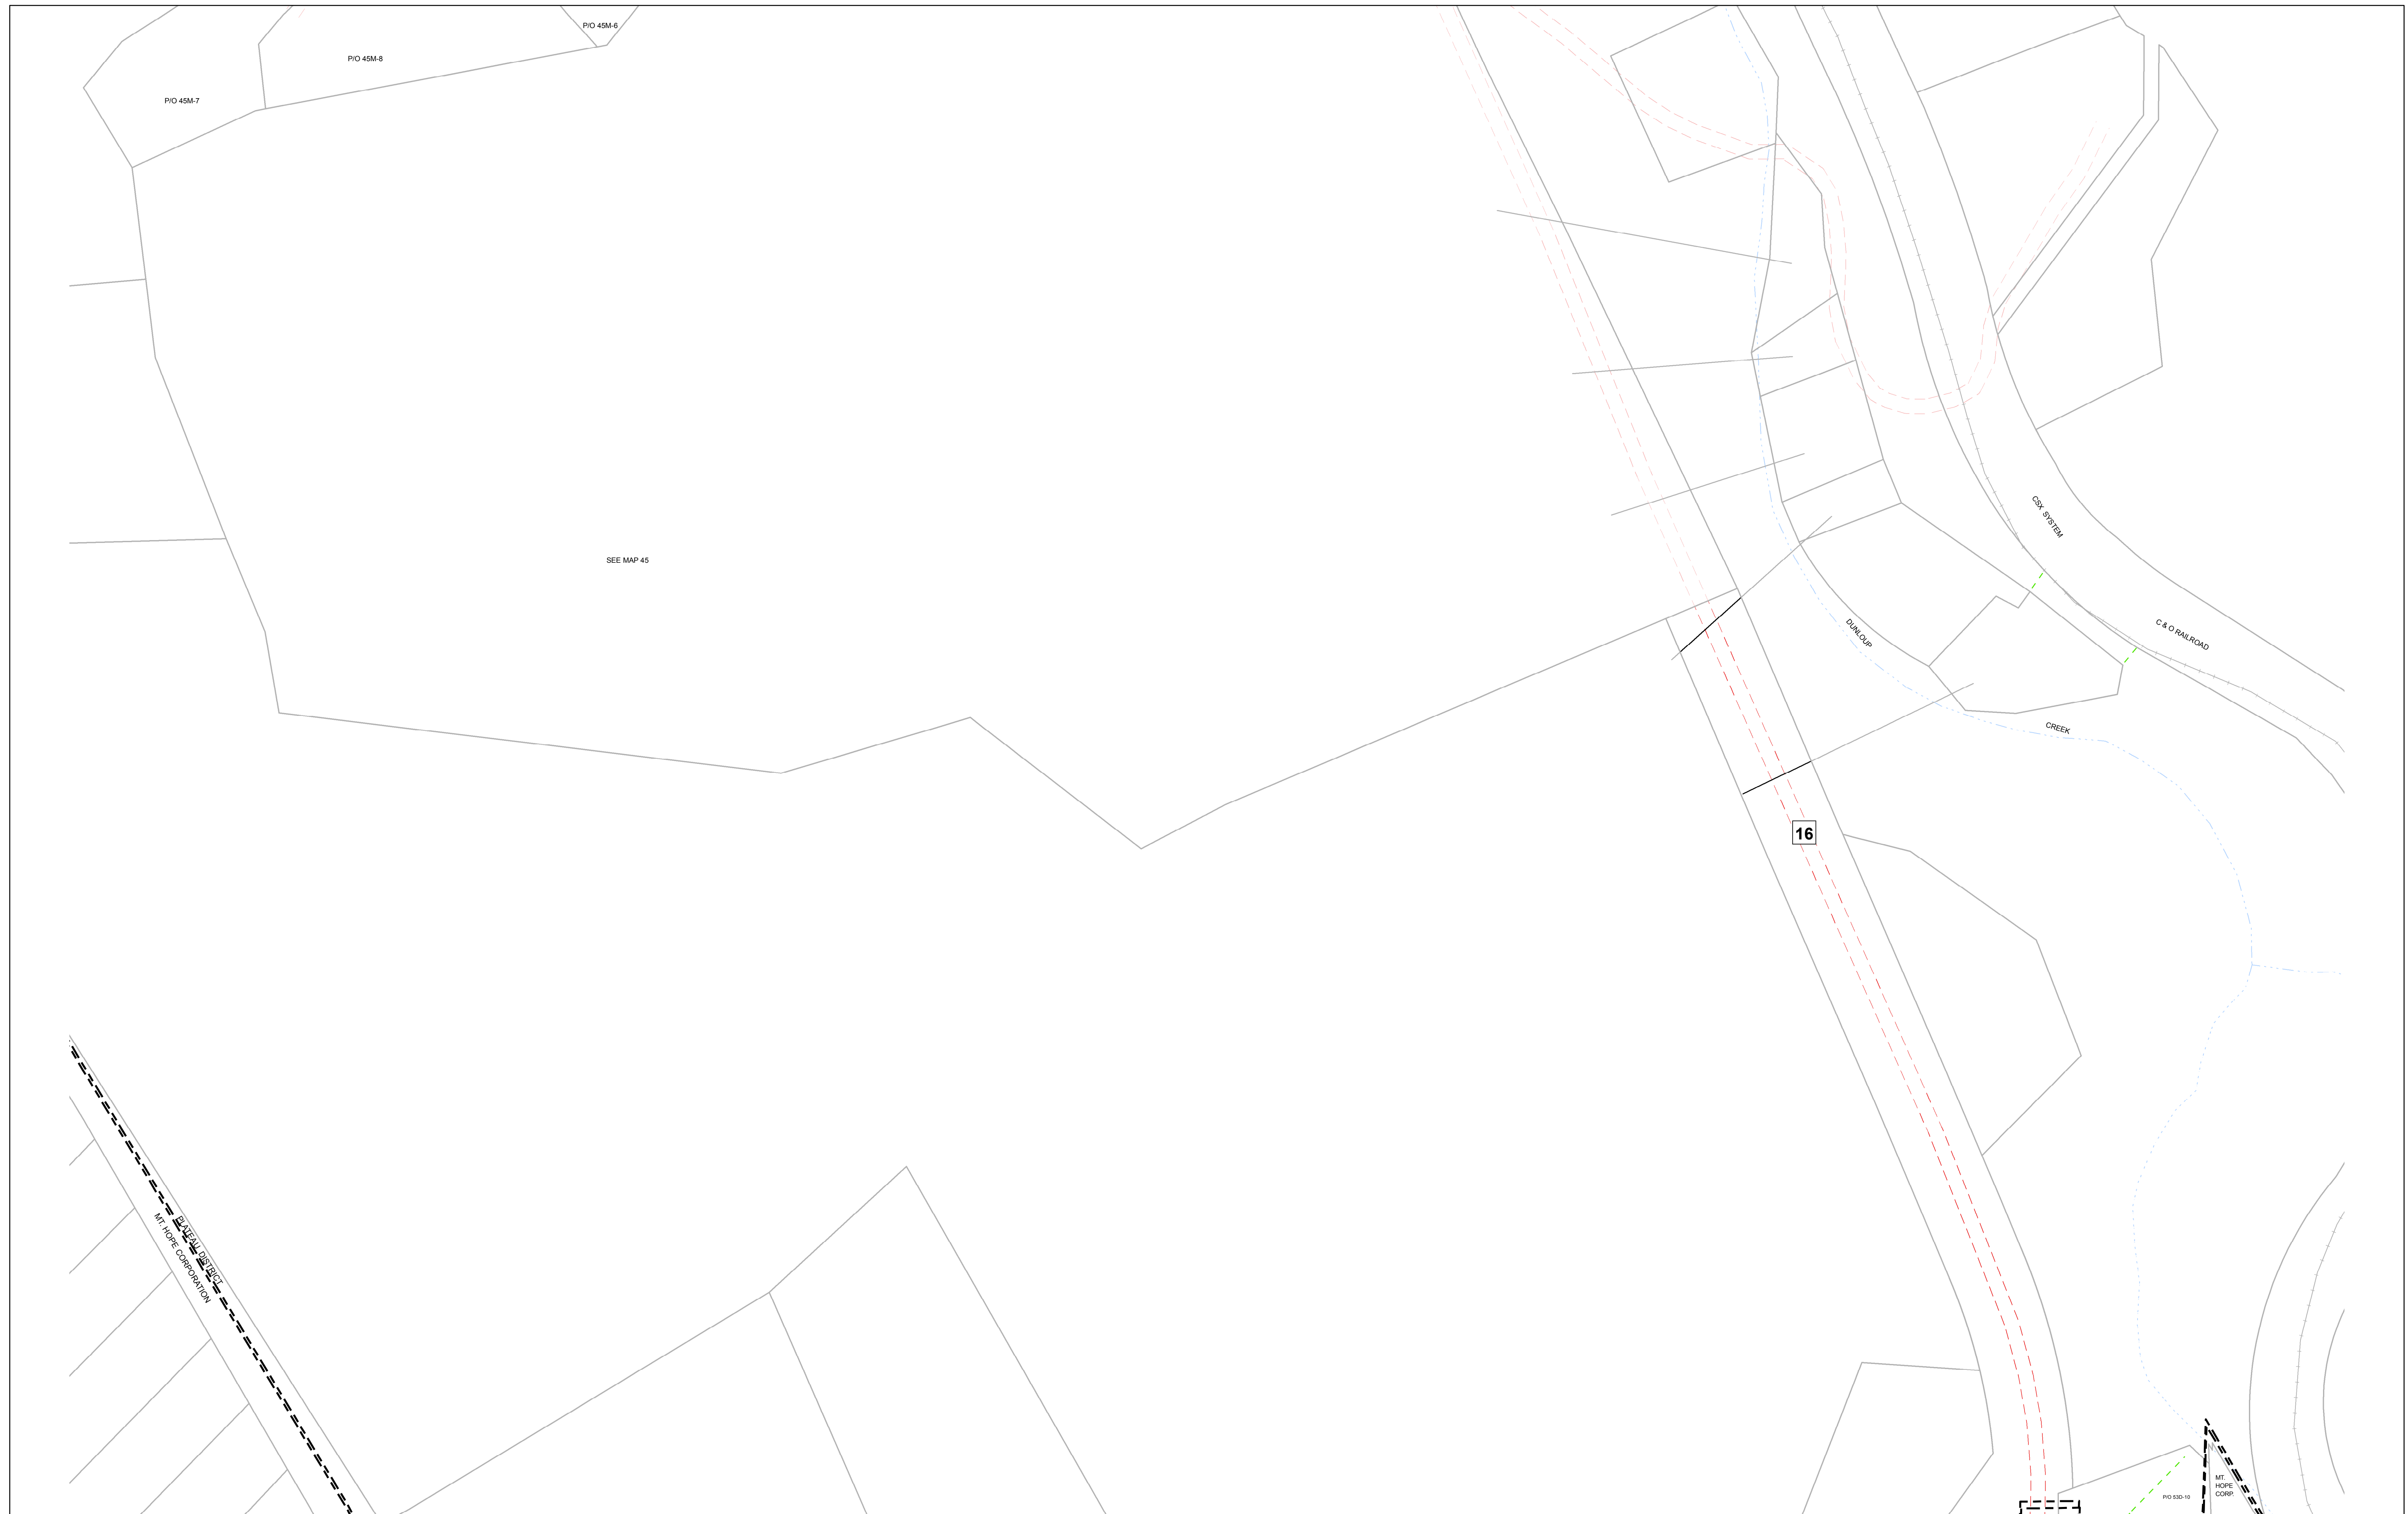 P/O 45M-6
P/O 45M-8
P/O 45M-7
CSX SYSTEM
SEE MAP 45
DUNLOUP
C & O RAILROAD
CREEK
16
PLATEAU DISTRICT
MT. HOPE CORPORATION
MT.
HOPE
CORP.
P/O 53D-10